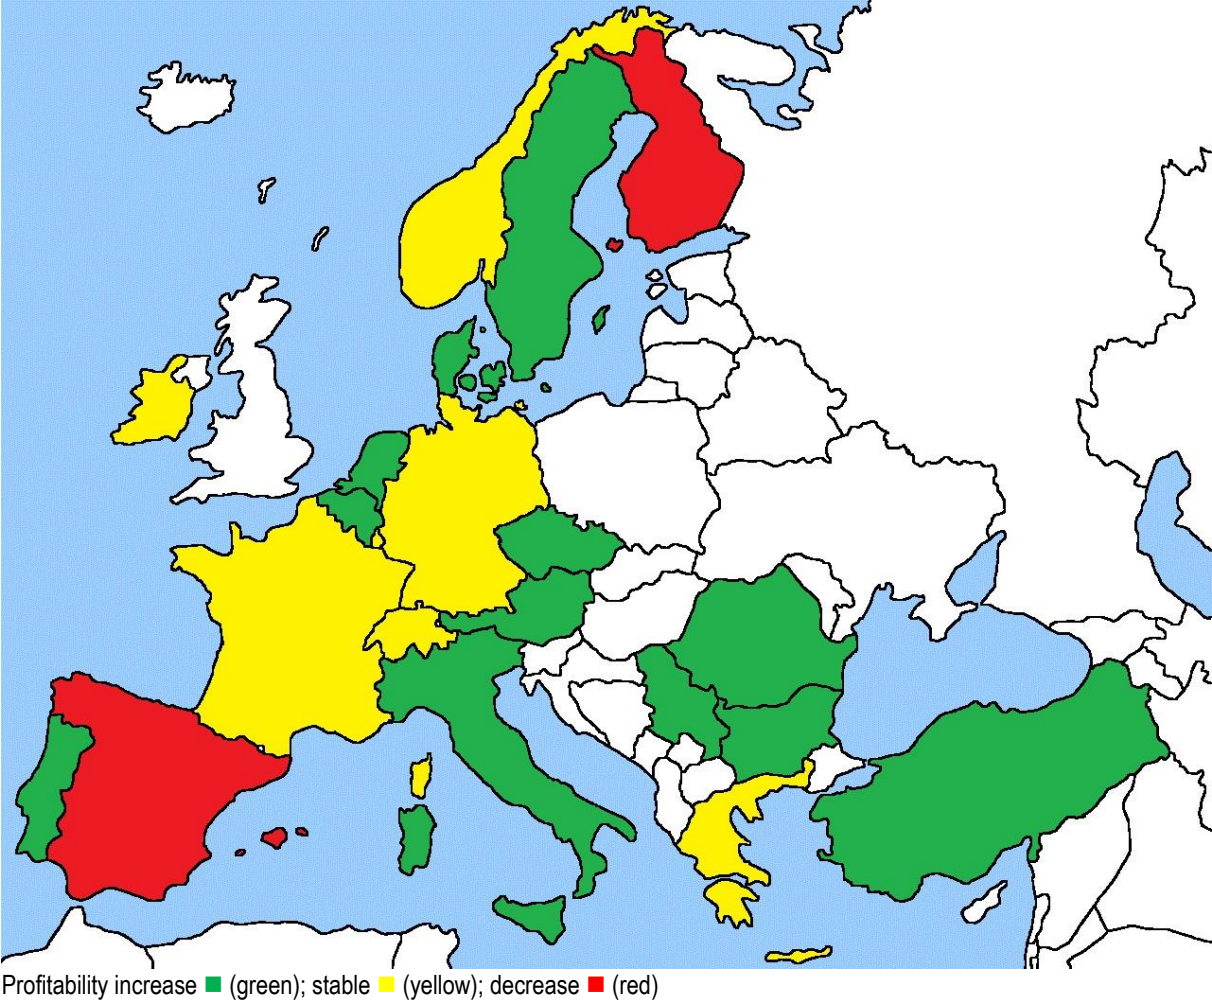 Profitability increase ■ (green); stable ■ (yellow); decrease ■ (red)